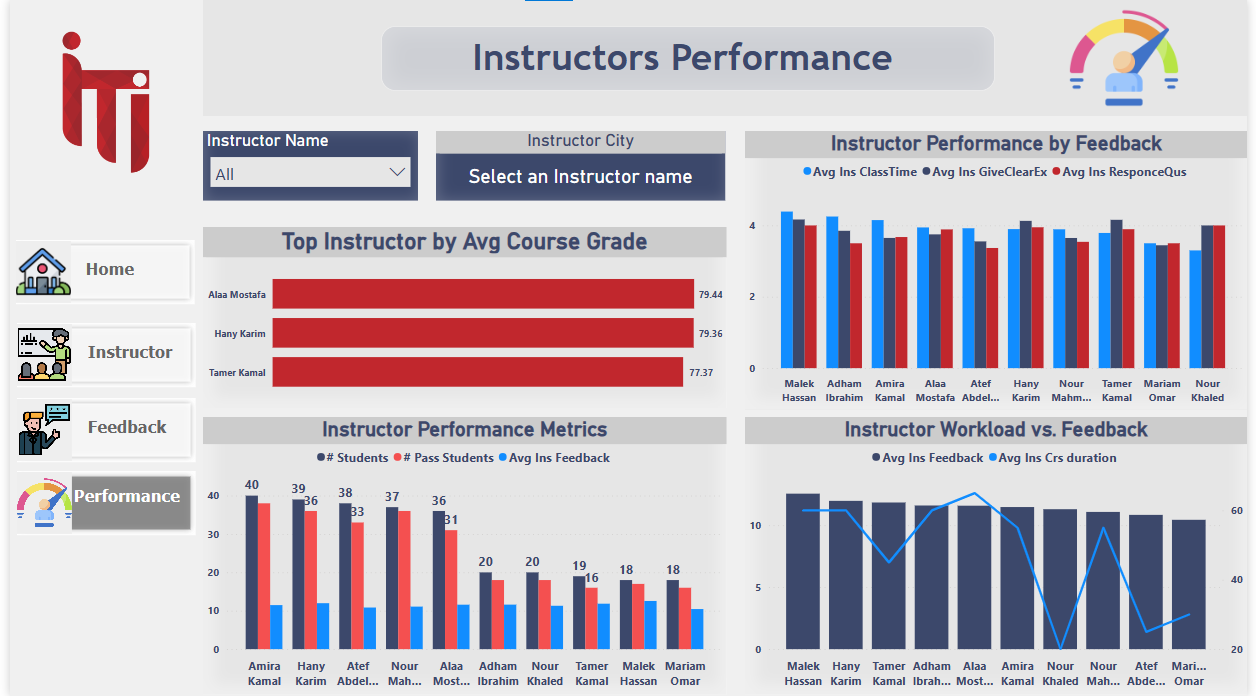 Instructors Performance
Home
Instructor
Feedback
Performance
Instructor Name
All
Instructor City
Select an Instructor name
Top Instructor by Avg Course Grade
Alaa Mostafa 79.44
Hany Karim 79.36
Tamer Kamal 77.37
Instructor Performance by Feedback
Avg Ins ClassTime Avg Ins GiveClearEx Avg Ins ResponceQus
4
2
0
Malek Adham Amira Alaa Atef Hany Nour Tamer Mariam Nour
Hassan Ibrahim Kamal Mostafa Abdel... Karim Mahm... Kamal Omar Khaled
Instructor Performance Metrics
# Students # Pass Students Avg Ins Feedback
40
30
20
10
0
40 39 36 38 33 37 36 31 20 20 19 16 18 18
Amira Hany Atef Nour Alaa Adham Nour Tamer Malek Mariam
Kamal Karim Abdel... Mah... Most... Ibrahim Khaled Kamal Hassan Omar
Instructor Workload vs. Feedback
Avg Ins Feedback Avg Ins Crs duration
10
5
0
60
40
20
Malek Hany Tamer Adham Alaa Amira Nour Nour Atef Mari...
Hassan Karim Kamal Ibrah... Most... Kamal Khaled Mah... Abde... Omar